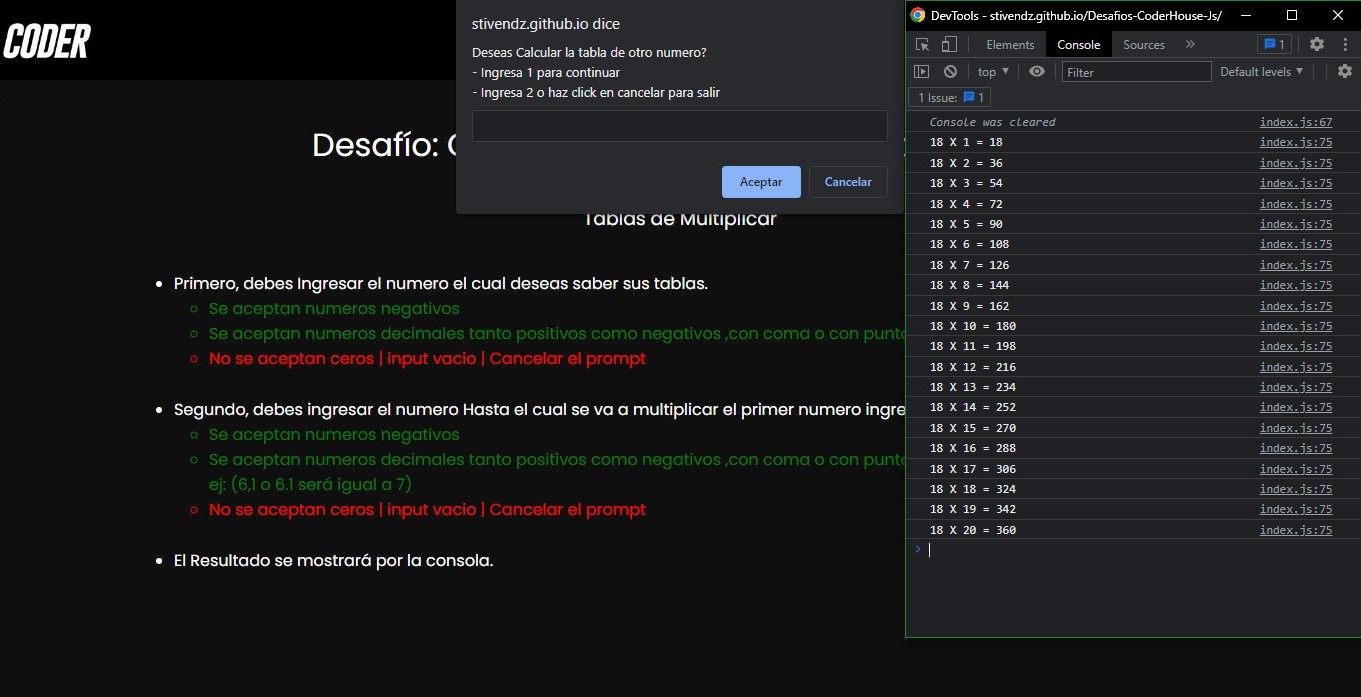 CODER
Desafío:
Tablas de Multiplicar
Primero, debes Ingresar el numero el cual deseas saber sus tablas.
Se aceptan numeros negativos
Se aceptan numeros decimales tanto positivos como negativos ,con coma o con punto
No se aceptan ceros | input vacio | Cancelar el prompt
Segundo, debes ingresar el numero Hasta el cual se va a multiplicar el primer numero ingre
Se aceptan numeros negativos
Se aceptan numeros decimales tanto positivos como negativos ,con coma o con punto
ej: (6,1 o 6.1 será igual a 7)
No se aceptan ceros | input vacio | Cancelar el prompt
El Resultado se mostrará por la consola.
stivendz.github.io dice
Deseas Calcular la tabla de otro numero?
- Ingresa 1 para continuar
- Ingresa 2 o haz click en cancelar para salir
Aceptar Cancelar
DevTools - stivendz.github.io/Desafios-CoderHouse-Js/
Elements Console Sources » 1
top ▼ Filter Default levels ▼
1 Issue: 1
Console was cleared index.js:67
18 X 1 = 18 index.js:75
18 X 2 = 36 index.js:75
18 X 3 = 54 index.js:75
18 X 4 = 72 index.js:75
18 X 5 = 90 index.js:75
18 X 6 = 108 index.js:75
18 X 7 = 126 index.js:75
18 X 8 = 144 index.js:75
18 X 9 = 162 index.js:75
18 X 10 = 180 index.js:75
18 X 11 = 198 index.js:75
18 X 12 = 216 index.js:75
18 X 13 = 234 index.js:75
18 X 14 = 252 index.js:75
18 X 15 = 270 index.js:75
18 X 16 = 288 index.js:75
18 X 17 = 306 index.js:75
18 X 18 = 324 index.js:75
18 X 19 = 342 index.js:75
18 X 20 = 360 index.js:75